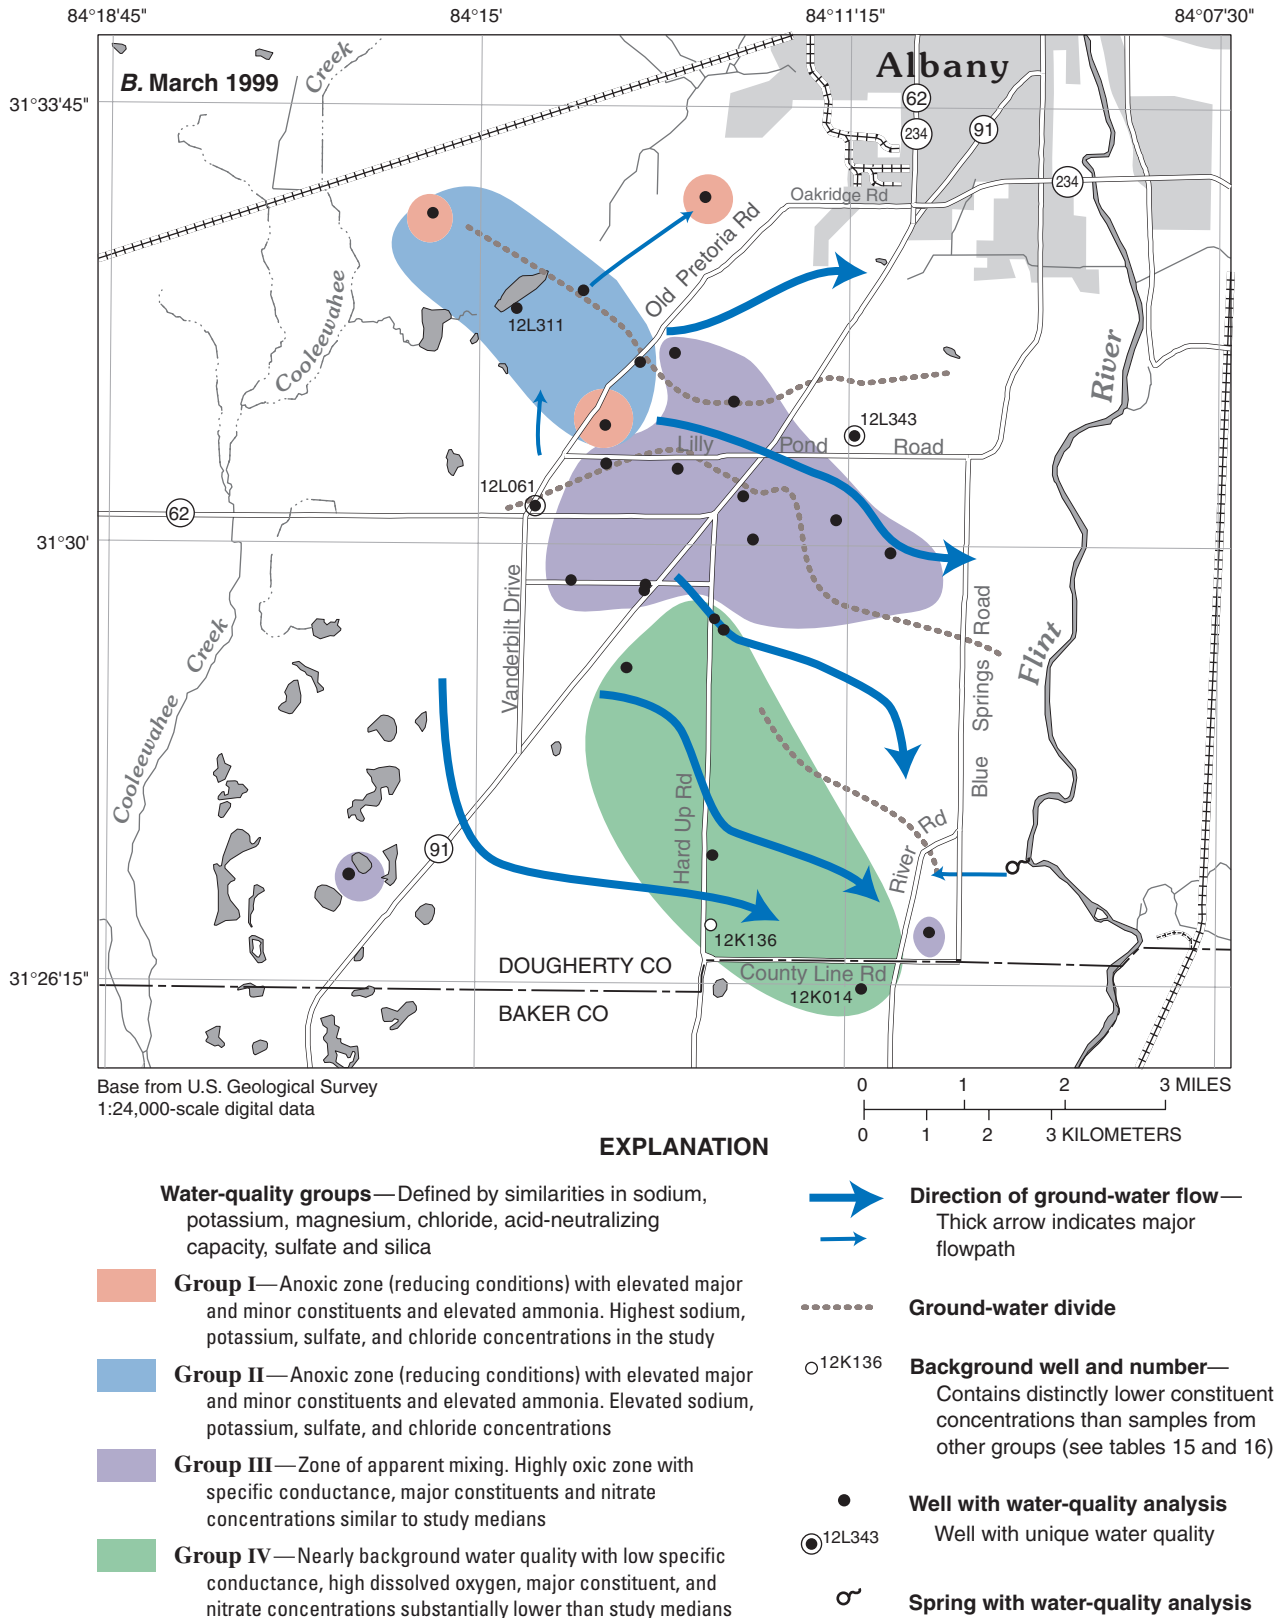 84°18'45"
84°15'
84°11'15"
84°07'30"
B. March 1999
Creek
Albany
31°33'45"
62
234
91
234
Oakridge Rd
Old Pretoria Rd
Cooleewahee
12L311
River
12L343
Lilly Pond Road
12L061
62
31°30'
Vanderbilt Drive
Cooleewahee Creek
Blue Springs Road
Flint
Hard Up Rd
River Rd
91
12K136
DOUGHERTY CO
County Line Rd
31°26'15"
12K014
BAKER CO
Base from U.S. Geological Survey
1:24,000-scale digital data
0 1 2 3 MILES
0 1 2 3 KILOMETERS
EXPLANATION
Water-quality groups—Defined by similarities in sodium,
potassium, magnesium, chloride, acid-neutralizing
capacity, sulfate and silica
Group I—Anoxic zone (reducing conditions) with elevated major
and minor constituents and elevated ammonia. Highest sodium,
potassium, sulfate, and chloride concentrations in the study
Group II—Anoxic zone (reducing conditions) with elevated major
and minor constituents and elevated ammonia. Elevated sodium,
potassium, sulfate, and chloride concentrations
Group III—Zone of apparent mixing. Highly oxic zone with
specific conductance, major constituents and nitrate
concentrations similar to study medians
Group IV—Nearly background water quality with low specific
conductance, high dissolved oxygen, major constituent, and
nitrate concentrations substantially lower than study medians
Direction of ground-water flow—
Thick arrow indicates major
flowpath
Ground-water divide
12K136
Background well and number—
Contains distinctly lower constituent
concentrations than samples from
other groups (see tables 15 and 16)
Well with water-quality analysis
12L343
Well with unique water quality
Spring with water-quality analysis